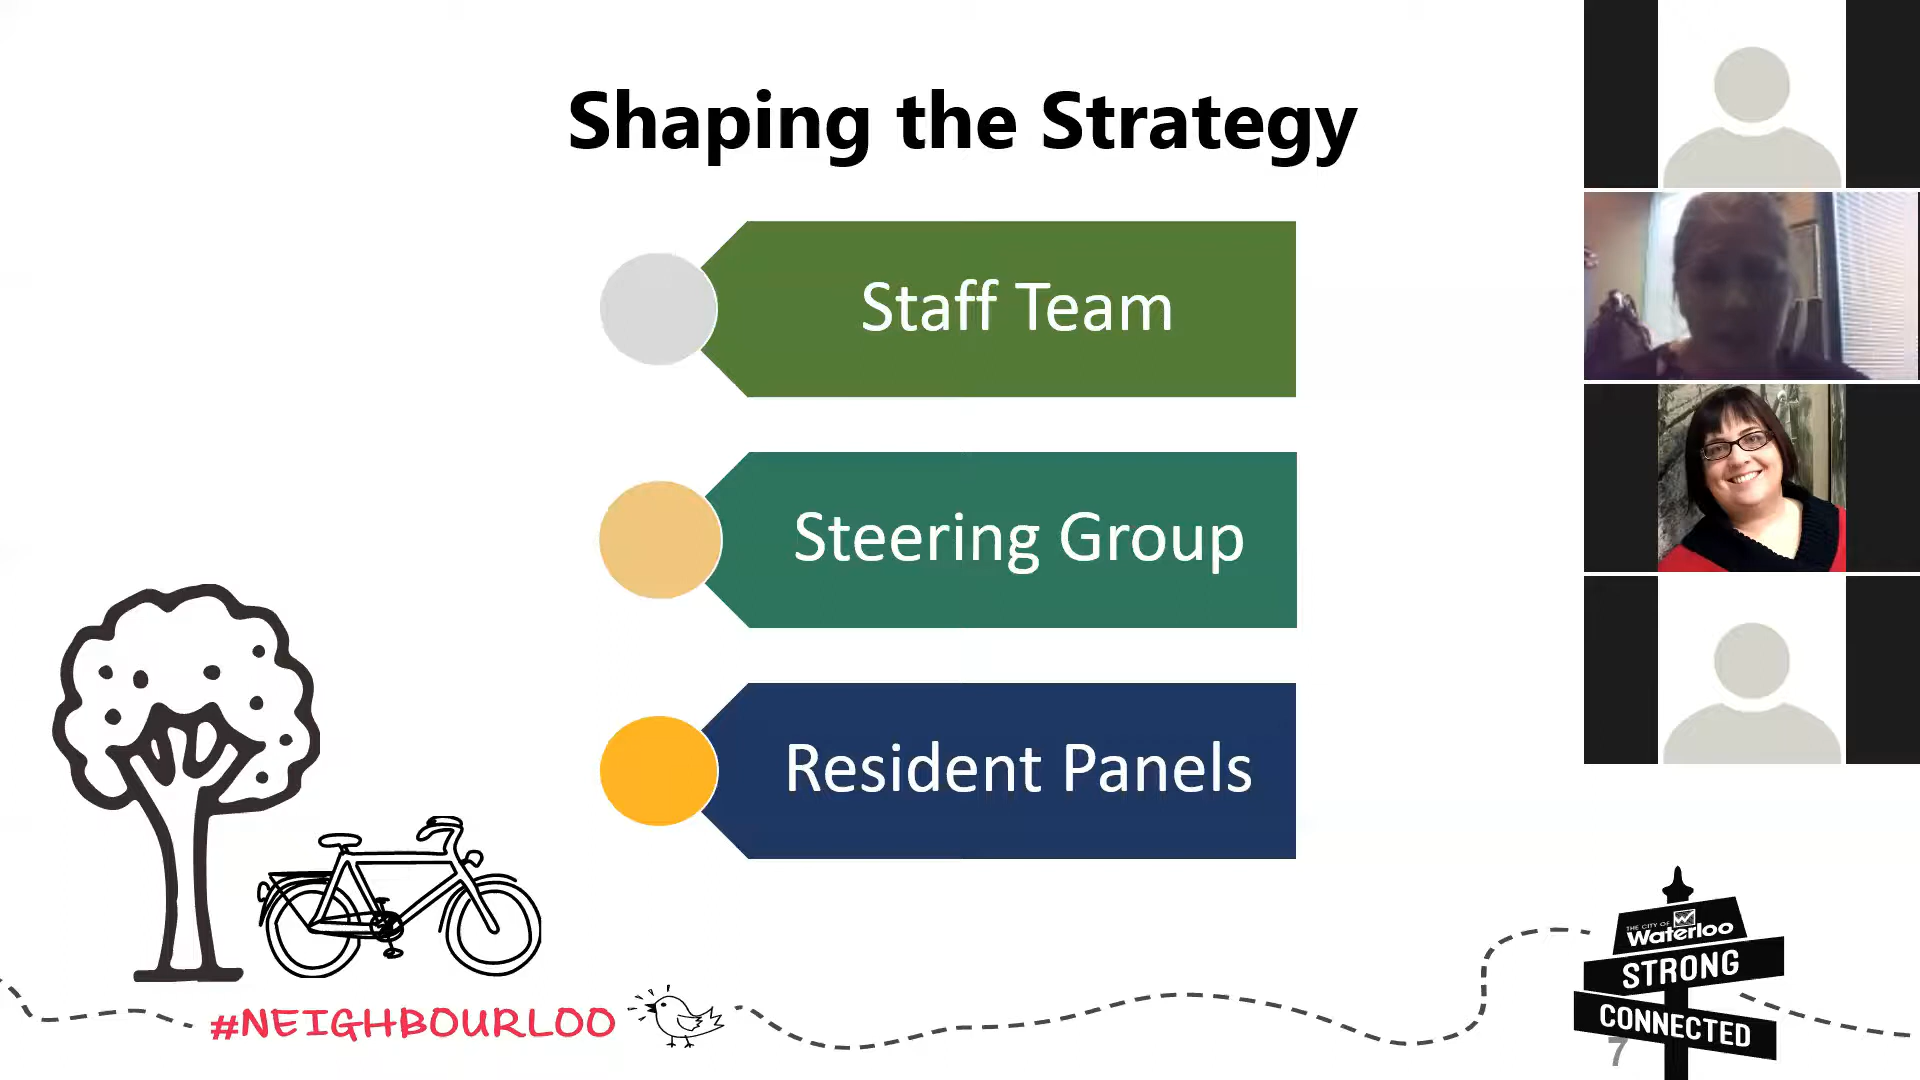 Shaping the Strategy
Staff Team
Steering Group
Resident Panels
#NEIGHBOURLOO
THE CITY OF
Waterloo
STRONG
CONNECTED
7